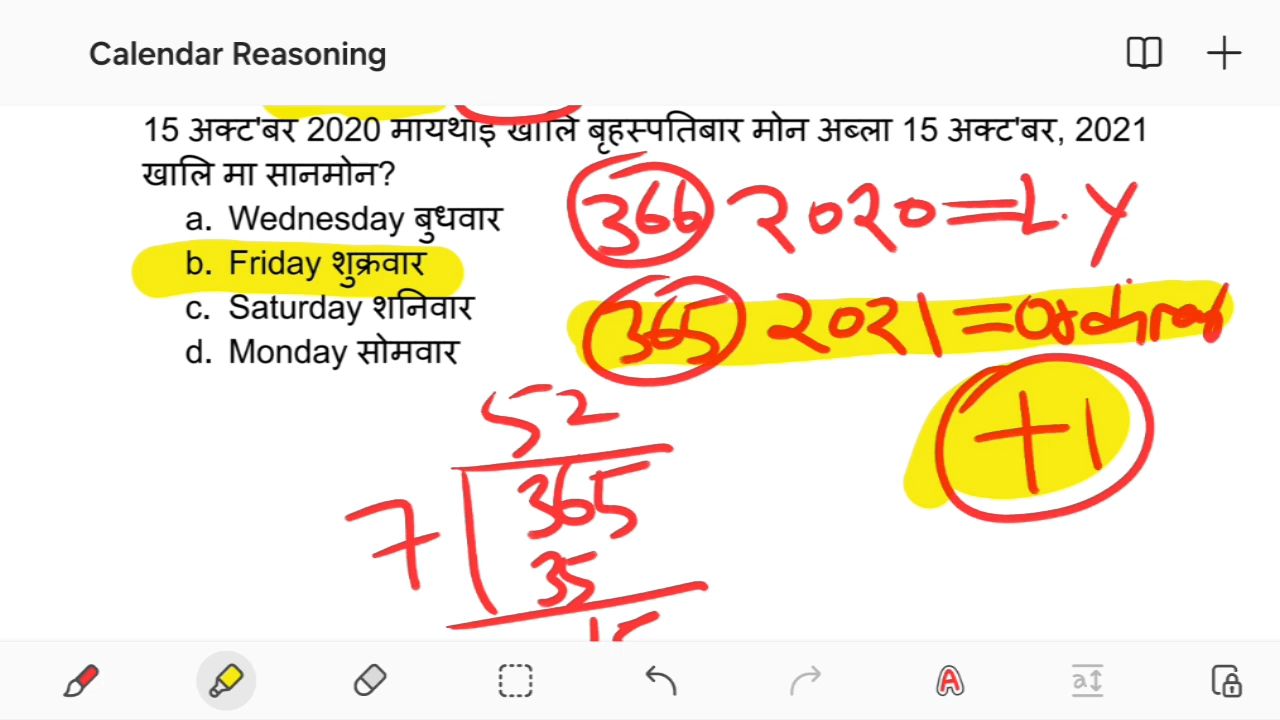 Calendar Reasoning
15 अक्ट'बर 2020 मायथाइ खालि बृहस्पतिबार मोन अब्ला 15 अक्ट'बर, 2021
खालि मा सानमोन?
a. Wednesday बुधवार
b. Friday शुक्रवार
c. Saturday शनिवार
d. Monday सोमवार
366 2020=L.Y
365 2021=
+1
52
7 365
35
15
A
a